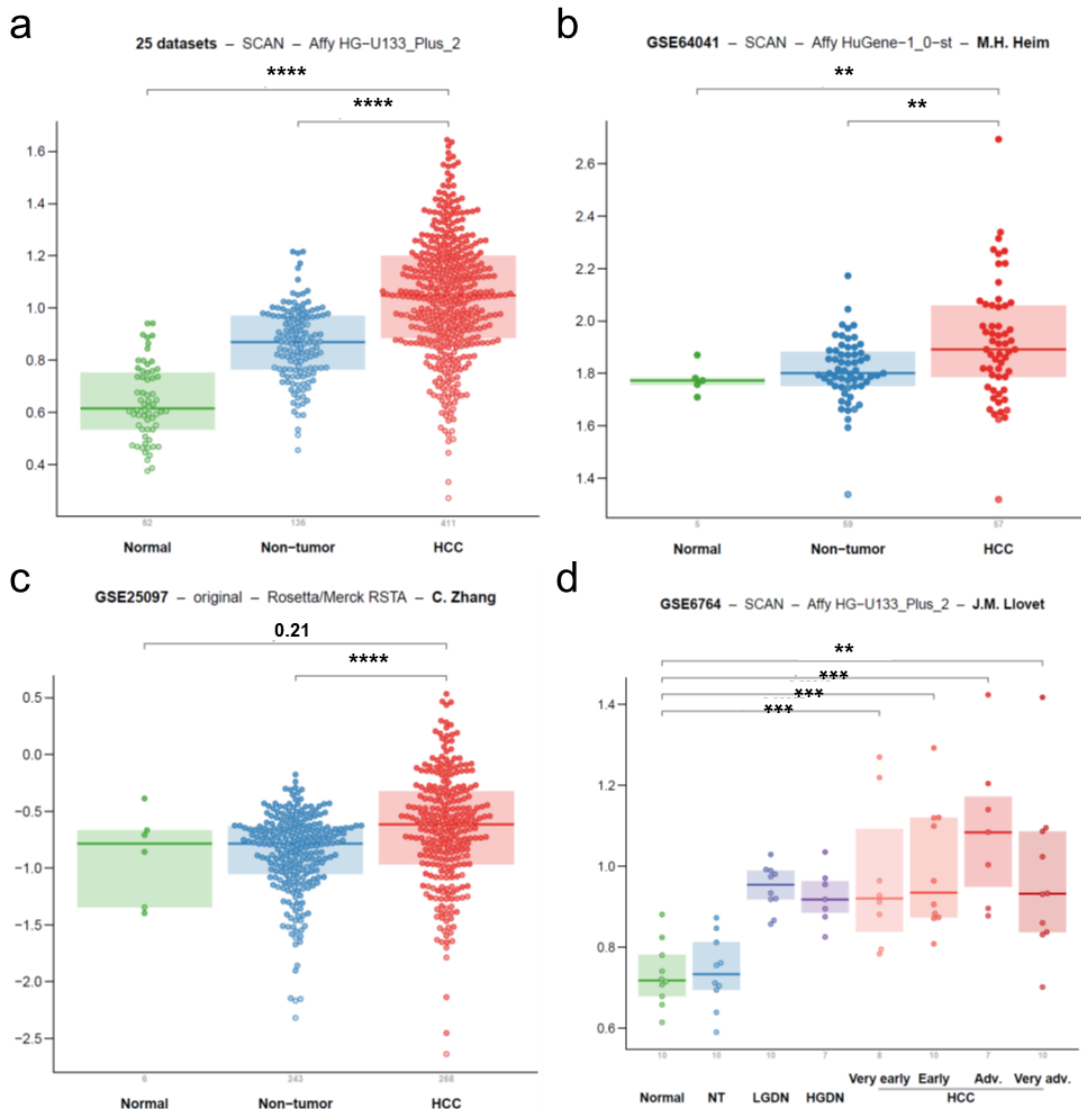 a
25 datasets – SCAN – Affy HG−U133_Plus_2
****
****
1.6
1.4
1.2
1.0
0.8
0.6
0.4
62
136
411
Normal
Non−tumor
HCC
b
GSE64041 – SCAN – Affy HuGene−1_0−st – M.H. Heim
**
**
2.6
2.4
2.2
2.0
1.8
1.6
1.4
5
59
57
Normal
Non−tumor
HCC
c
GSE25097 – original – Rosetta/Merck RSTA – C. Zhang
0.21
****
0.5
0.0
−0.5
−1.0
−1.5
−2.0
−2.5
6
243
268
Normal
Non−tumor
HCC
d
GSE6764 – SCAN – Affy HG−U133_Plus_2 – J.M. Llovet
**
***
***
***
1.4
1.2
1.0
0.8
0.6
10
10
10
7
8
10
7
10
Very early
Early
Adv.
Very adv.
Normal
NT
LGDN
HGDN
HCC